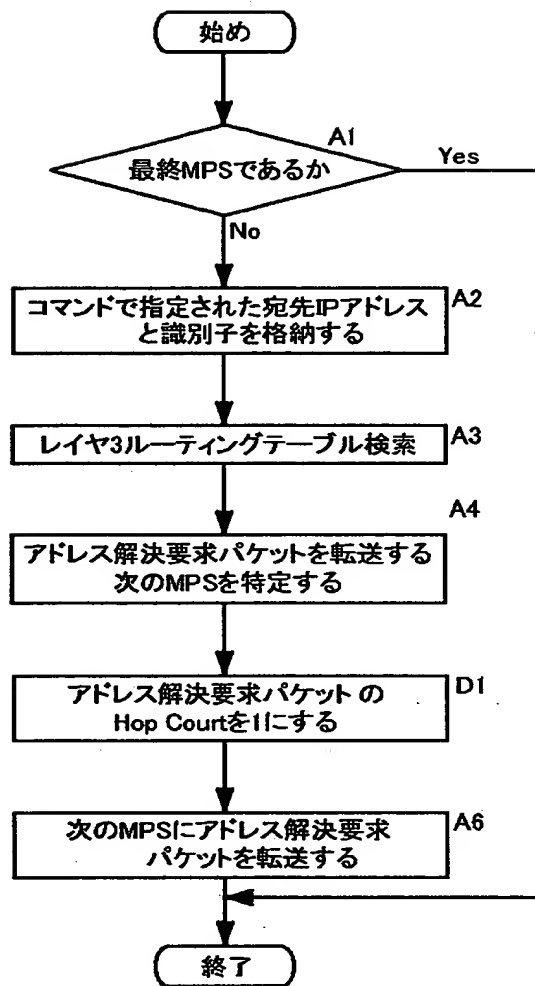 始め
A1
最終MPSであるか
Yes
No
コマンドで指定された宛先IPアドレス
と識別子を格納する
A2
レイヤ3ルーティングテーブル検索
A3
A4
アドレス解決要求パケットを転送する
次のMPSを特定する
アドレス解決要求パケット の
Hop Courtを1にする
D1
次のMPSにアドレス解決要求
パケットを転送する
A6
終了